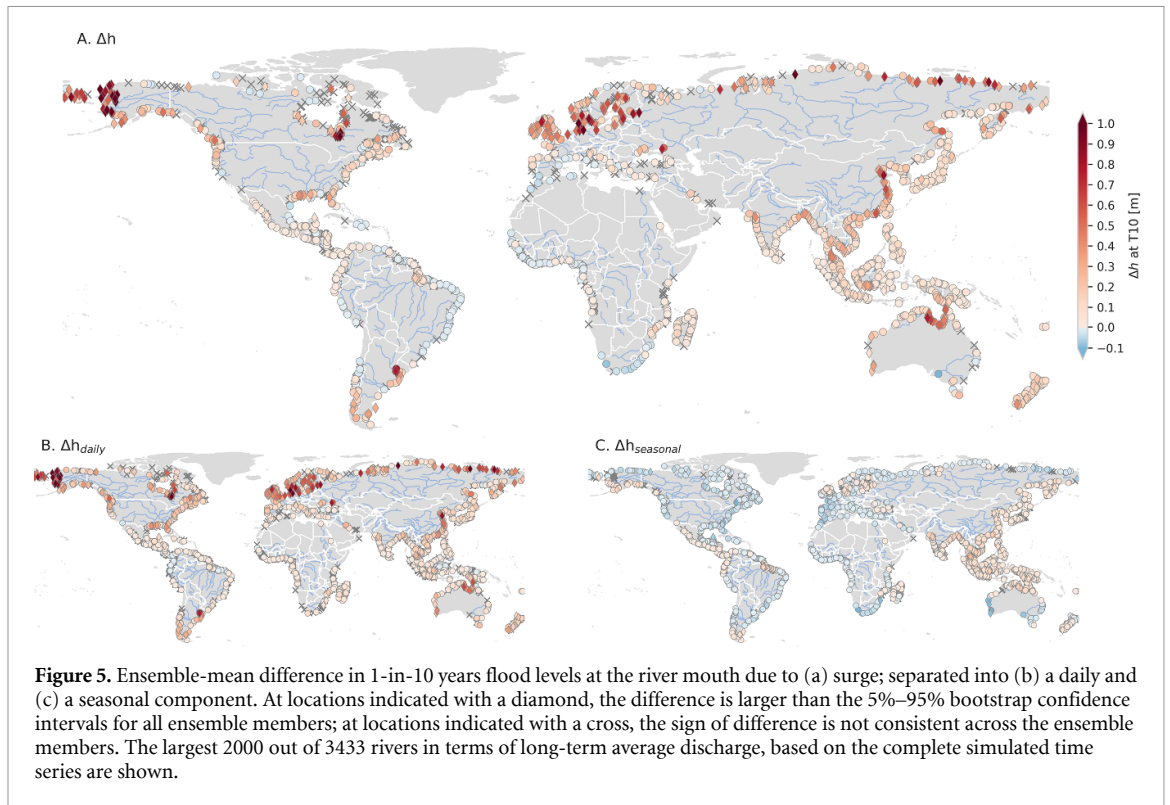 A. Δh
1.0
0.9
0.8
0.7
0.6
0.5
0.4
0.3
0.2
0.1
0.0
−0.1
Δh at T10 [m]
B. Δh_daily
C. Δh_seasonal
Figure 5. Ensemble-mean difference in 1-in-10 years flood levels at the river mouth due to (a) surge; separated into (b) a daily and
(c) a seasonal component. At locations indicated with a diamond, the difference is larger than the 5%–95% bootstrap confidence
intervals for all ensemble members; at locations indicated with a cross, the sign of difference is not consistent across the ensemble
members. The largest 2000 out of 3433 rivers in terms of long-term average discharge, based on the complete simulated time
series are shown.